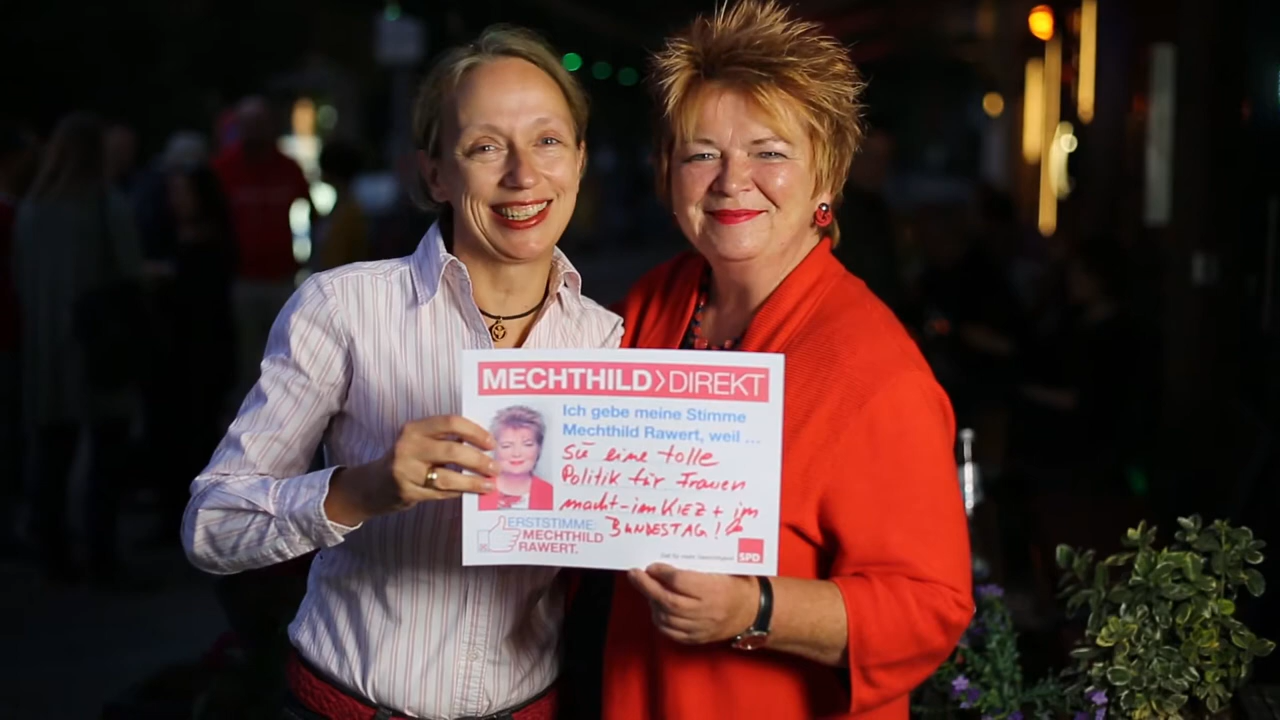 MECHTHILD>DIREKT
Ich gebe meine Stimme
Mechthild Rawert, weil ...
sie eine tolle
Politik für Frauen
macht-im KIEZ + im
BUNDESTAG!
ERSTSTIMME:
MECHTHILD
RAWERT.
SPD